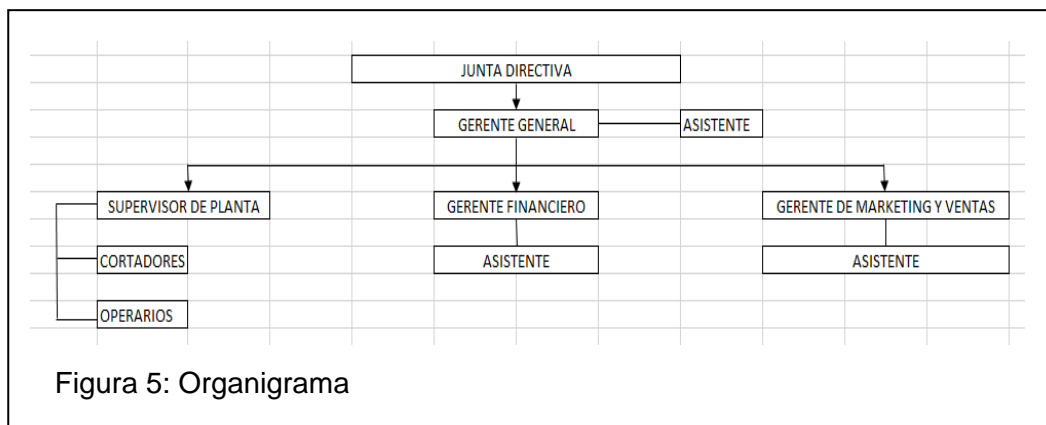 JUNTA DIRECTIVA
GERENTE GENERAL
ASISTENTE
SUPERVISOR DE PLANTA
GERENTE FINANCIERO
GERENTE DE MARKETING Y VENTAS
CORTADORES
ASISTENTE
ASISTENTE
OPERARIOS
Figura 5: Organigrama